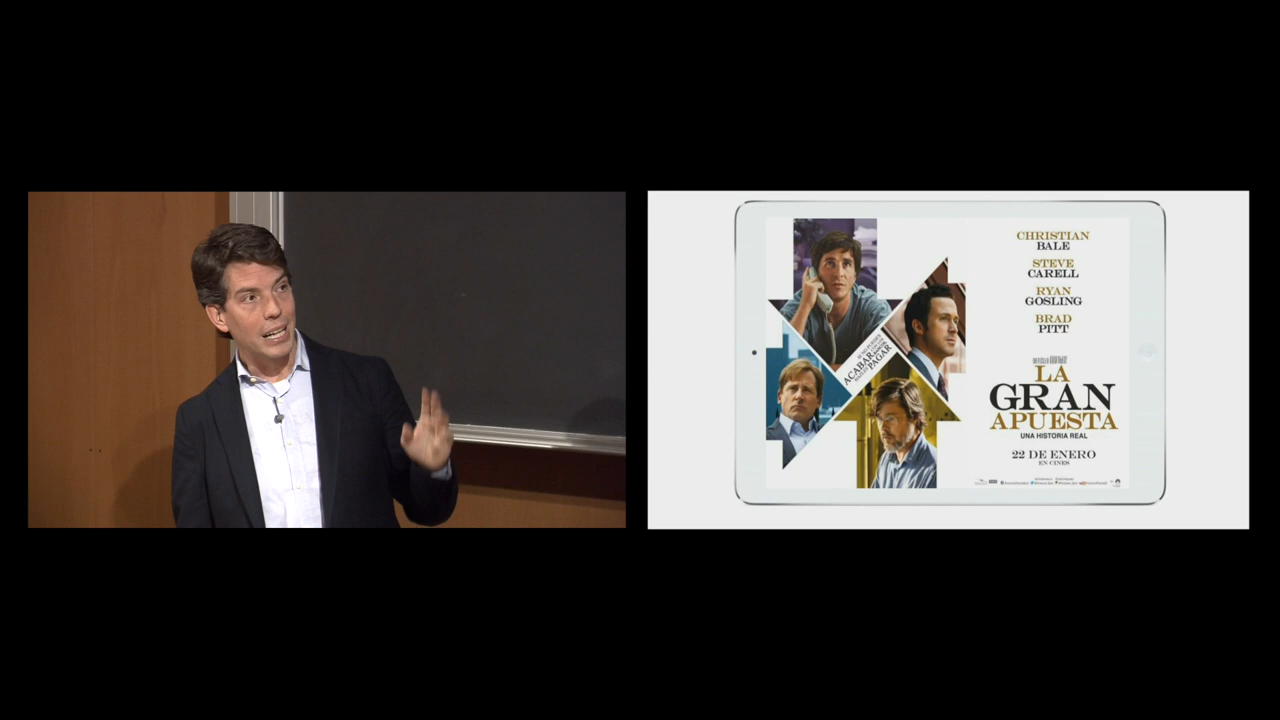 CHRISTIAN
BALE
STEVE
CARELL
RYAN
GOSLING
BRAD
PITT
LA
GRAN
APUESTA
UNA HISTORIA REAL
22 DE ENERO
EN CINES
ACABAR
PAGAR